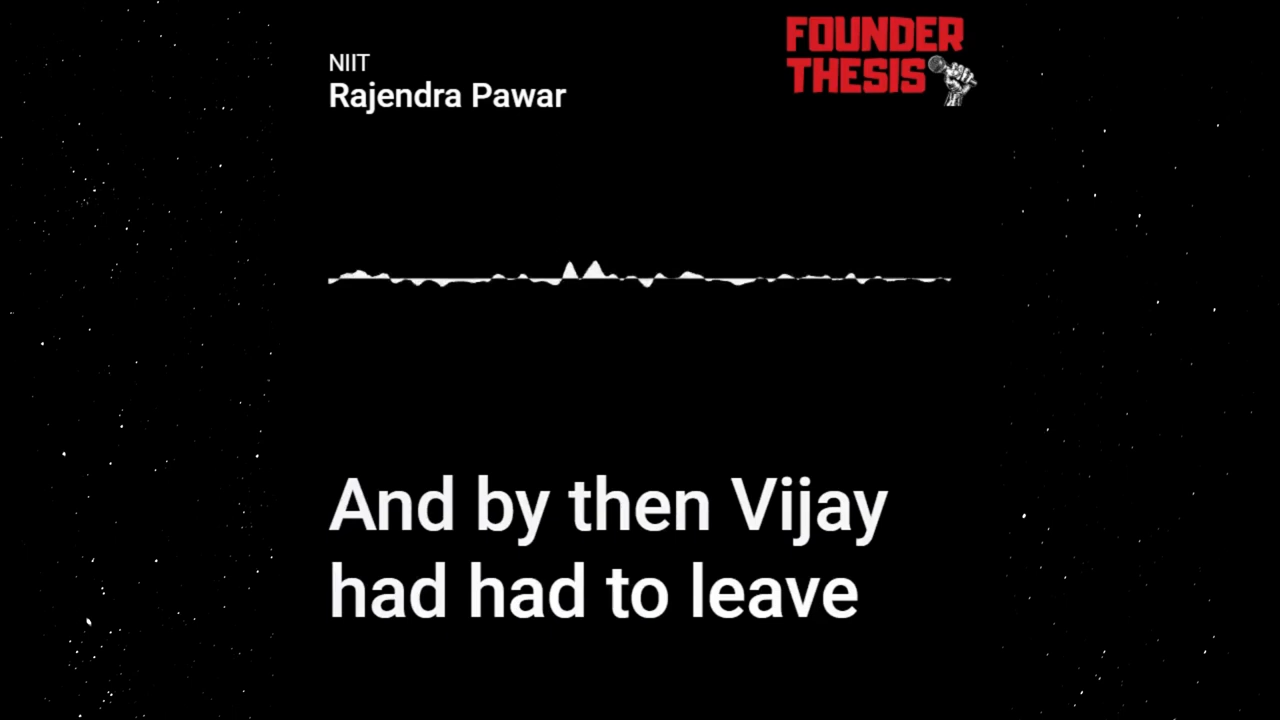 NIIT
Rajendra Pawar
FOUNDER
THESIS
And by then Vijay
had had to leave